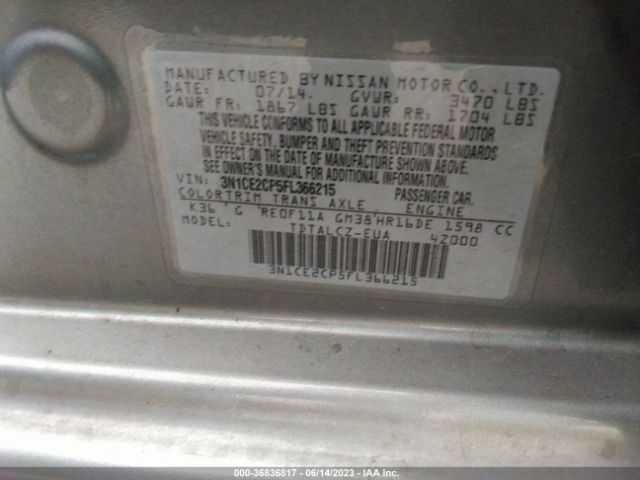 MANUFACTURED BY NISSAN MOTOR CO., LTD.
DATE: 07/14. GVWR: 3470 LBS
GAWR FR: 1867 LBS GAWR RR: 1704 LBS
THIS VEHICLE CONFORMS TO ALL APPLICABLE FEDERAL MOTOR
VEHICLE SAFETY, BUMPER AND THEFT PREVENTION STANDARDS
IN EFFECT ON THE DATE OF MANUFACTURE SHOWN ABOVE.
SEE OWNER'S MANUAL FOR ADDITIONAL INFORMATION.
VIN: 3N1CE2CP5FL366215 PASSENGER CAR.
COLOR TRIM TRANS AXLE ENGINE
K36 G RE0F11A GM38 HR16DE 1598 CC
MODEL: TDTALCZ-EUA 4Z000
3N1CE2CP5FL366215
000-36836817 - 06/14/2023 - IAA Inc.